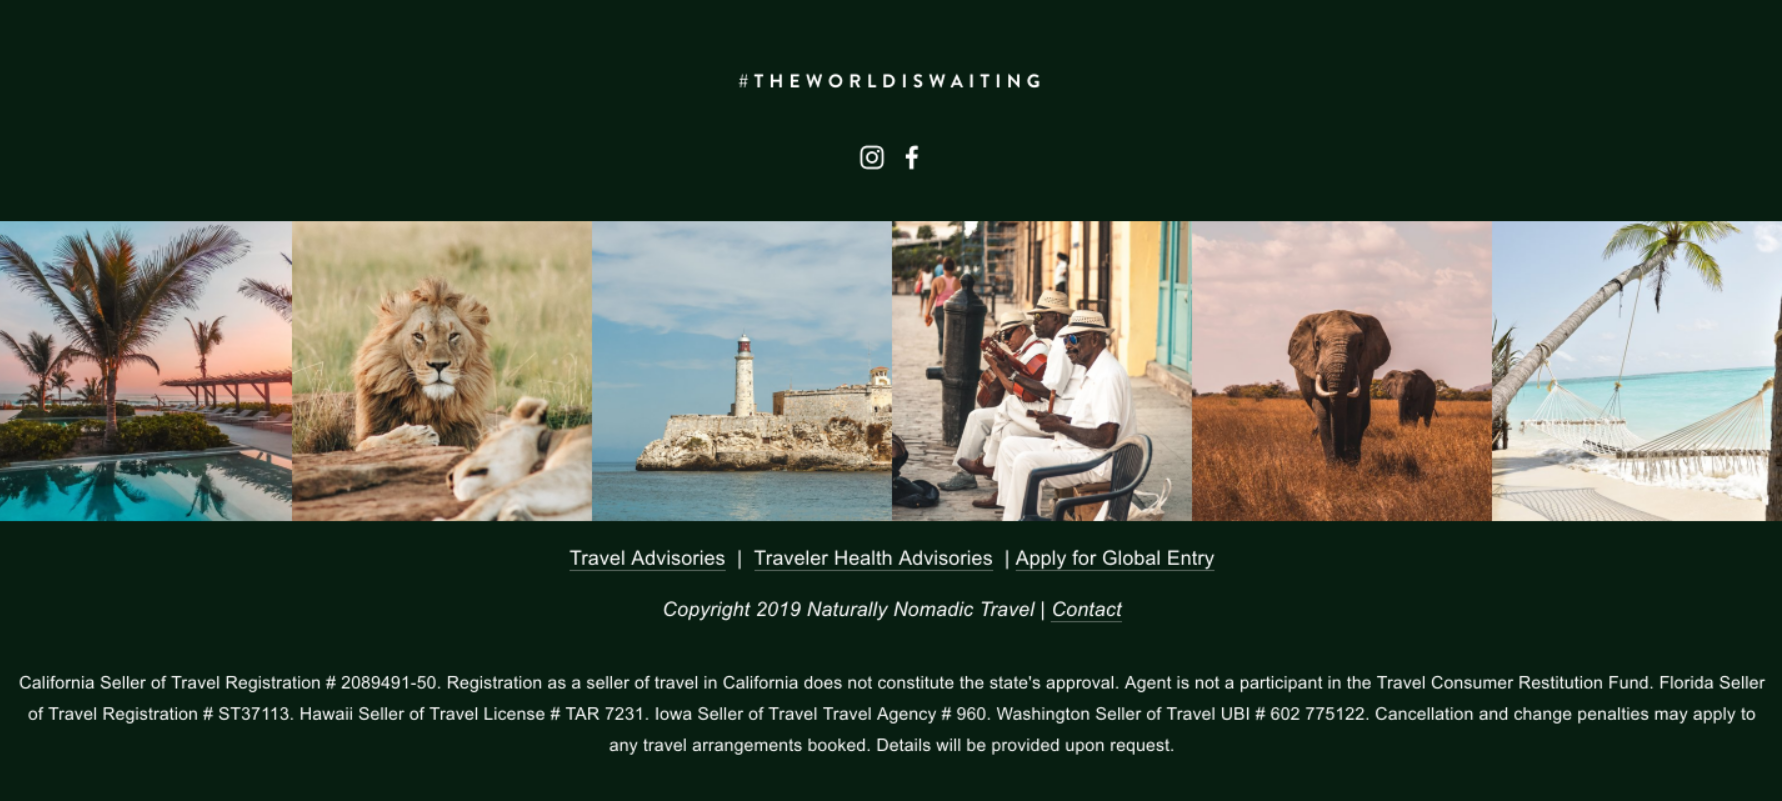 #THEWORLDISWAITING
Travel Advisories | Traveler Health Advisories | Apply for Global Entry
Copyright 2019 Naturally Nomadic Travel | Contact
California Seller of Travel Registration # 2089491-50. Registration as a seller of travel in California does not constitute the state's approval. Agent is not a participant in the Travel Consumer Restitution Fund. Florida Seller
of Travel Registration # ST37113. Hawaii Seller of Travel License # TAR 7231. Iowa Seller of Travel Travel Agency # 960. Washington Seller of Travel UBI # 602 775122. Cancellation and change penalties may apply to
any travel arrangements booked. Details will be provided upon request.